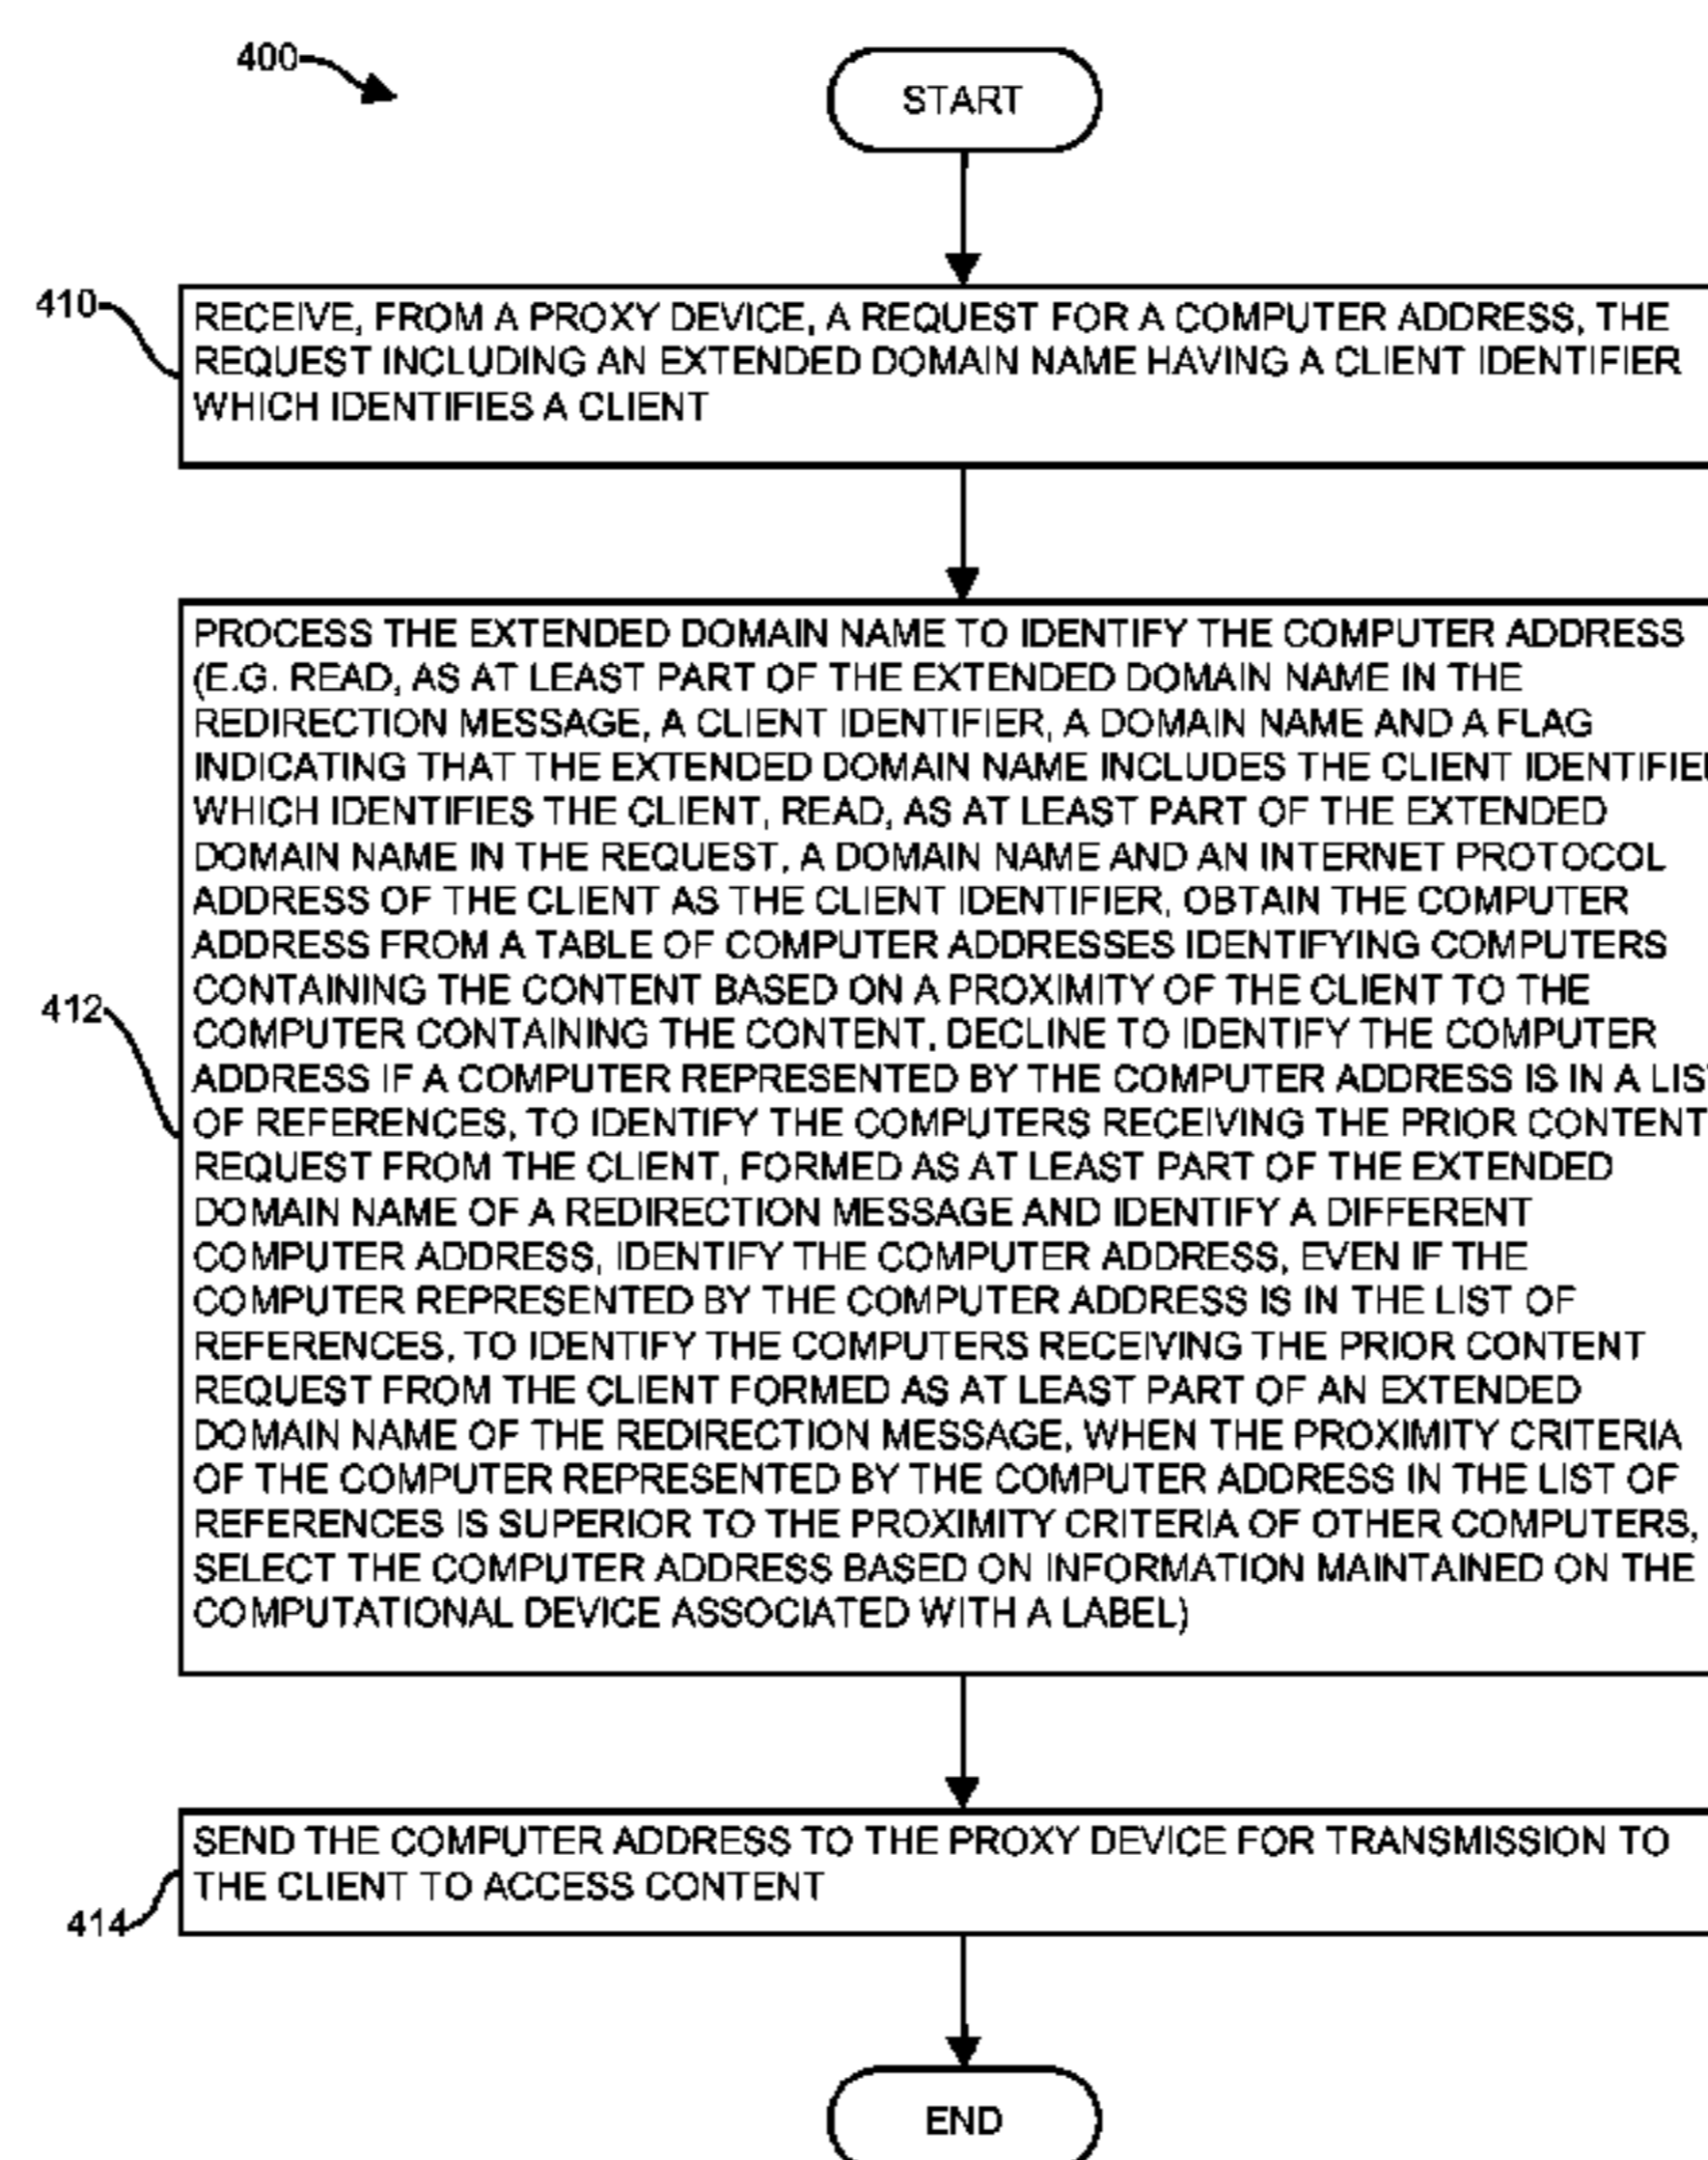 400
START
410
RECEIVE, FROM A PROXY DEVICE, A REQUEST FOR A COMPUTER ADDRESS, THE
REQUEST INCLUDING AN EXTENDED DOMAIN NAME HAVING A CLIENT IDENTIFIER
WHICH IDENTIFIES A CLIENT
412
PROCESS THE EXTENDED DOMAIN NAME TO IDENTIFY THE COMPUTER ADDRESS
(E.G. READ, AS AT LEAST PART OF THE EXTENDED DOMAIN NAME IN THE
REDIRECTION MESSAGE, A CLIENT IDENTIFIER, A DOMAIN NAME AND A FLAG
INDICATING THAT THE EXTENDED DOMAIN NAME INCLUDES THE CLIENT
WHICH IDENTIFIES THE CLIENT, READ, AS AT LEAST PART OF THE EXTENDED
DOMAIN NAME IN THE REQUEST, A DOMAIN NAME AND AN INTERNET PROTOCOL
ADDRESS OF THE CLIENT AS THE CLIENT IDENTIFIER, OBTAIN THE COMPUTER
ADDRESS FROM A TABLE OF COMPUTER ADDRESSES IDENTIFYING COMPUTERS
CONTAINING THE CONTENT BASED ON A PROXIMITY OF THE CLIENT TO THE
COMPUTER CONTAINING THE CONTENT, DECLINE TO IDENTIFY THE COMPUTER
ADDRESS IF A COMPUTER REPRESENTED BY THE COMPUTER ADDRESS IS IN A
OF REFERENCES, TO IDENTIFY THE COMPUTERS RECEIVING THE PRIOR CONTENT
REQUEST FROM THE CLIENT, FORMED AS AT LEAST PART OF THE EXTENDED
DOMAIN NAME OF A REDIRECTION MESSAGE AND IDENTIFY A DIFFERENT
COMPUTER ADDRESS, IDENTIFY THE COMPUTER ADDRESS, EVEN IF THE
COMPUTER REPRESENTED BY THE COMPUTER ADDRESS IS IN THE LIST OF
REFERENCES, TO IDENTIFY THE COMPUTERS RECEIVING THE PRIOR CONTENT
REQUEST FROM THE CLIENT FORMED AS AT LEAST PART OF AN EXTENDED
DOMAIN NAME OF THE REDIRECTION MESSAGE, WHEN THE PROXIMITY CRITERIA
OF THE COMPUTER REPRESENTED BY THE COMPUTER ADDRESS IN THE LIST OF
REFERENCES IS SUPERIOR TO THE PROXIMITY CRITERIA OF OTHER COMPUTERS,
SELECT THE COMPUTER ADDRESS BASED ON INFORMATION MAINTAINED ON THE
COMPUTATIONAL DEVICE ASSOCIATED WITH A LABEL)
414
SEND THE COMPUTER ADDRESS TO THE PROXY DEVICE FOR TRANSMISSION TO
THE CLIENT TO ACCESS CONTENT
END